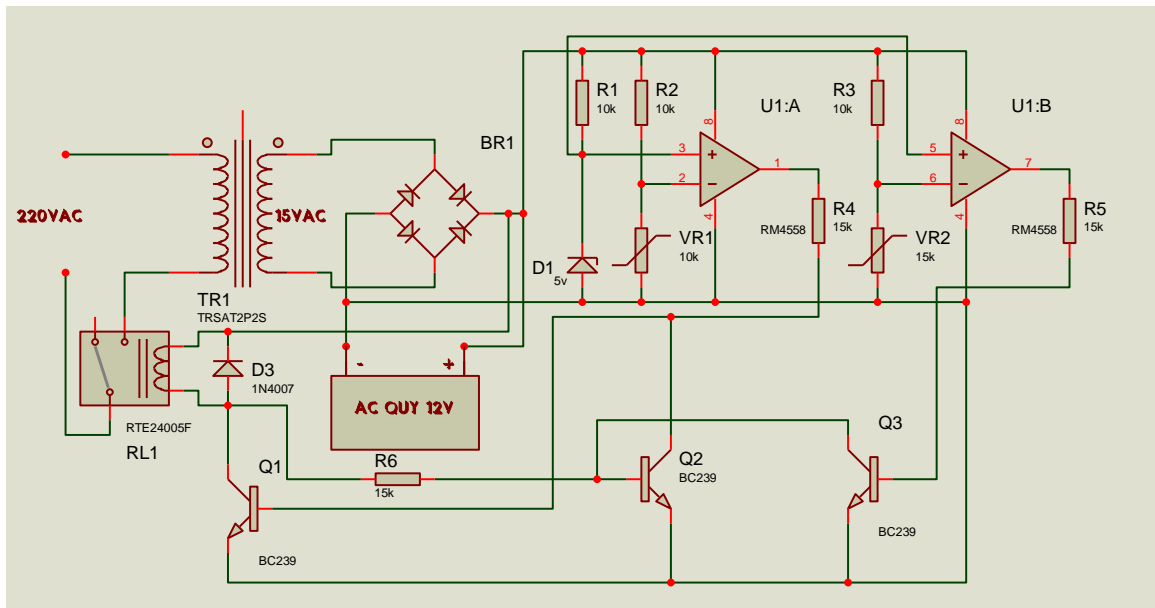 R1
10k
R2
10k
R3
10k
U1:A
U1:B
8
8
BR1
3
2
1
4
RM4558
5
6
7
4
RM4558
R4
15k
R5
15k
220VAC
15VAC
VR1
10k
VR2
15k
D1
5v
TR1
TRSAT2P2S
D3
1N4007
- +
AC QUY 12V
RTE24005F
RL1
Q1
BC239
R6
15k
Q2
BC239
Q3
BC239